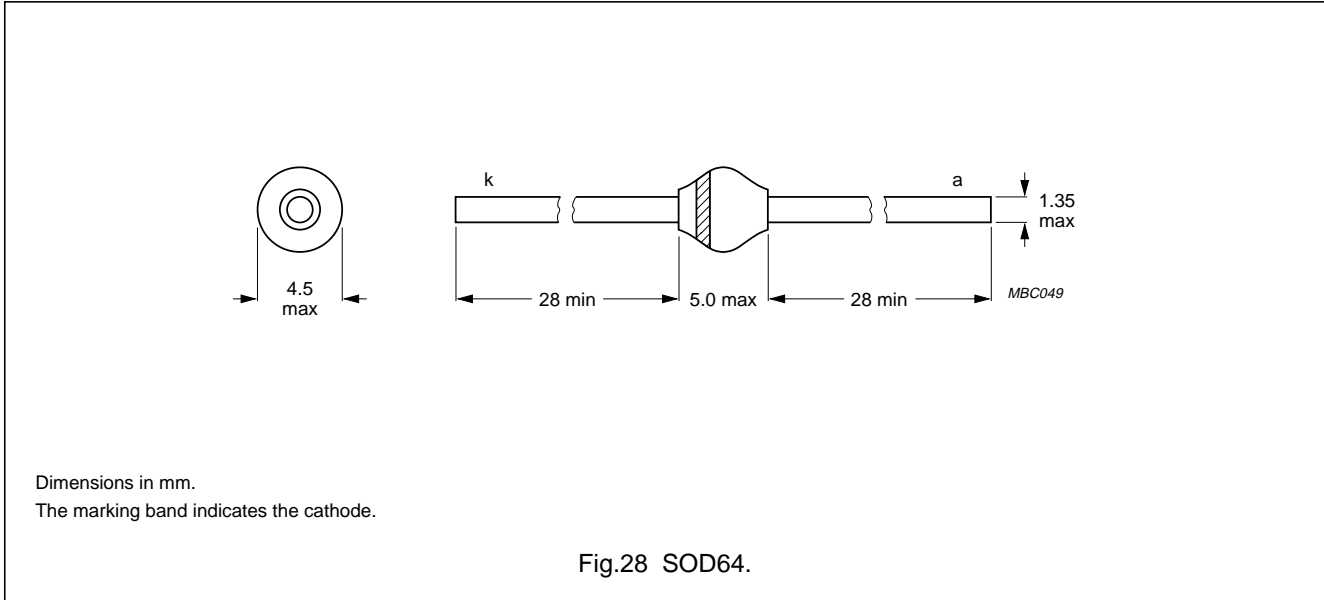 k
a
1.35
max
4.5
max
28 min
5.0 max
28 min
MBC049
Dimensions in mm.
The marking band indicates the cathode.
Fig.28 SOD64.